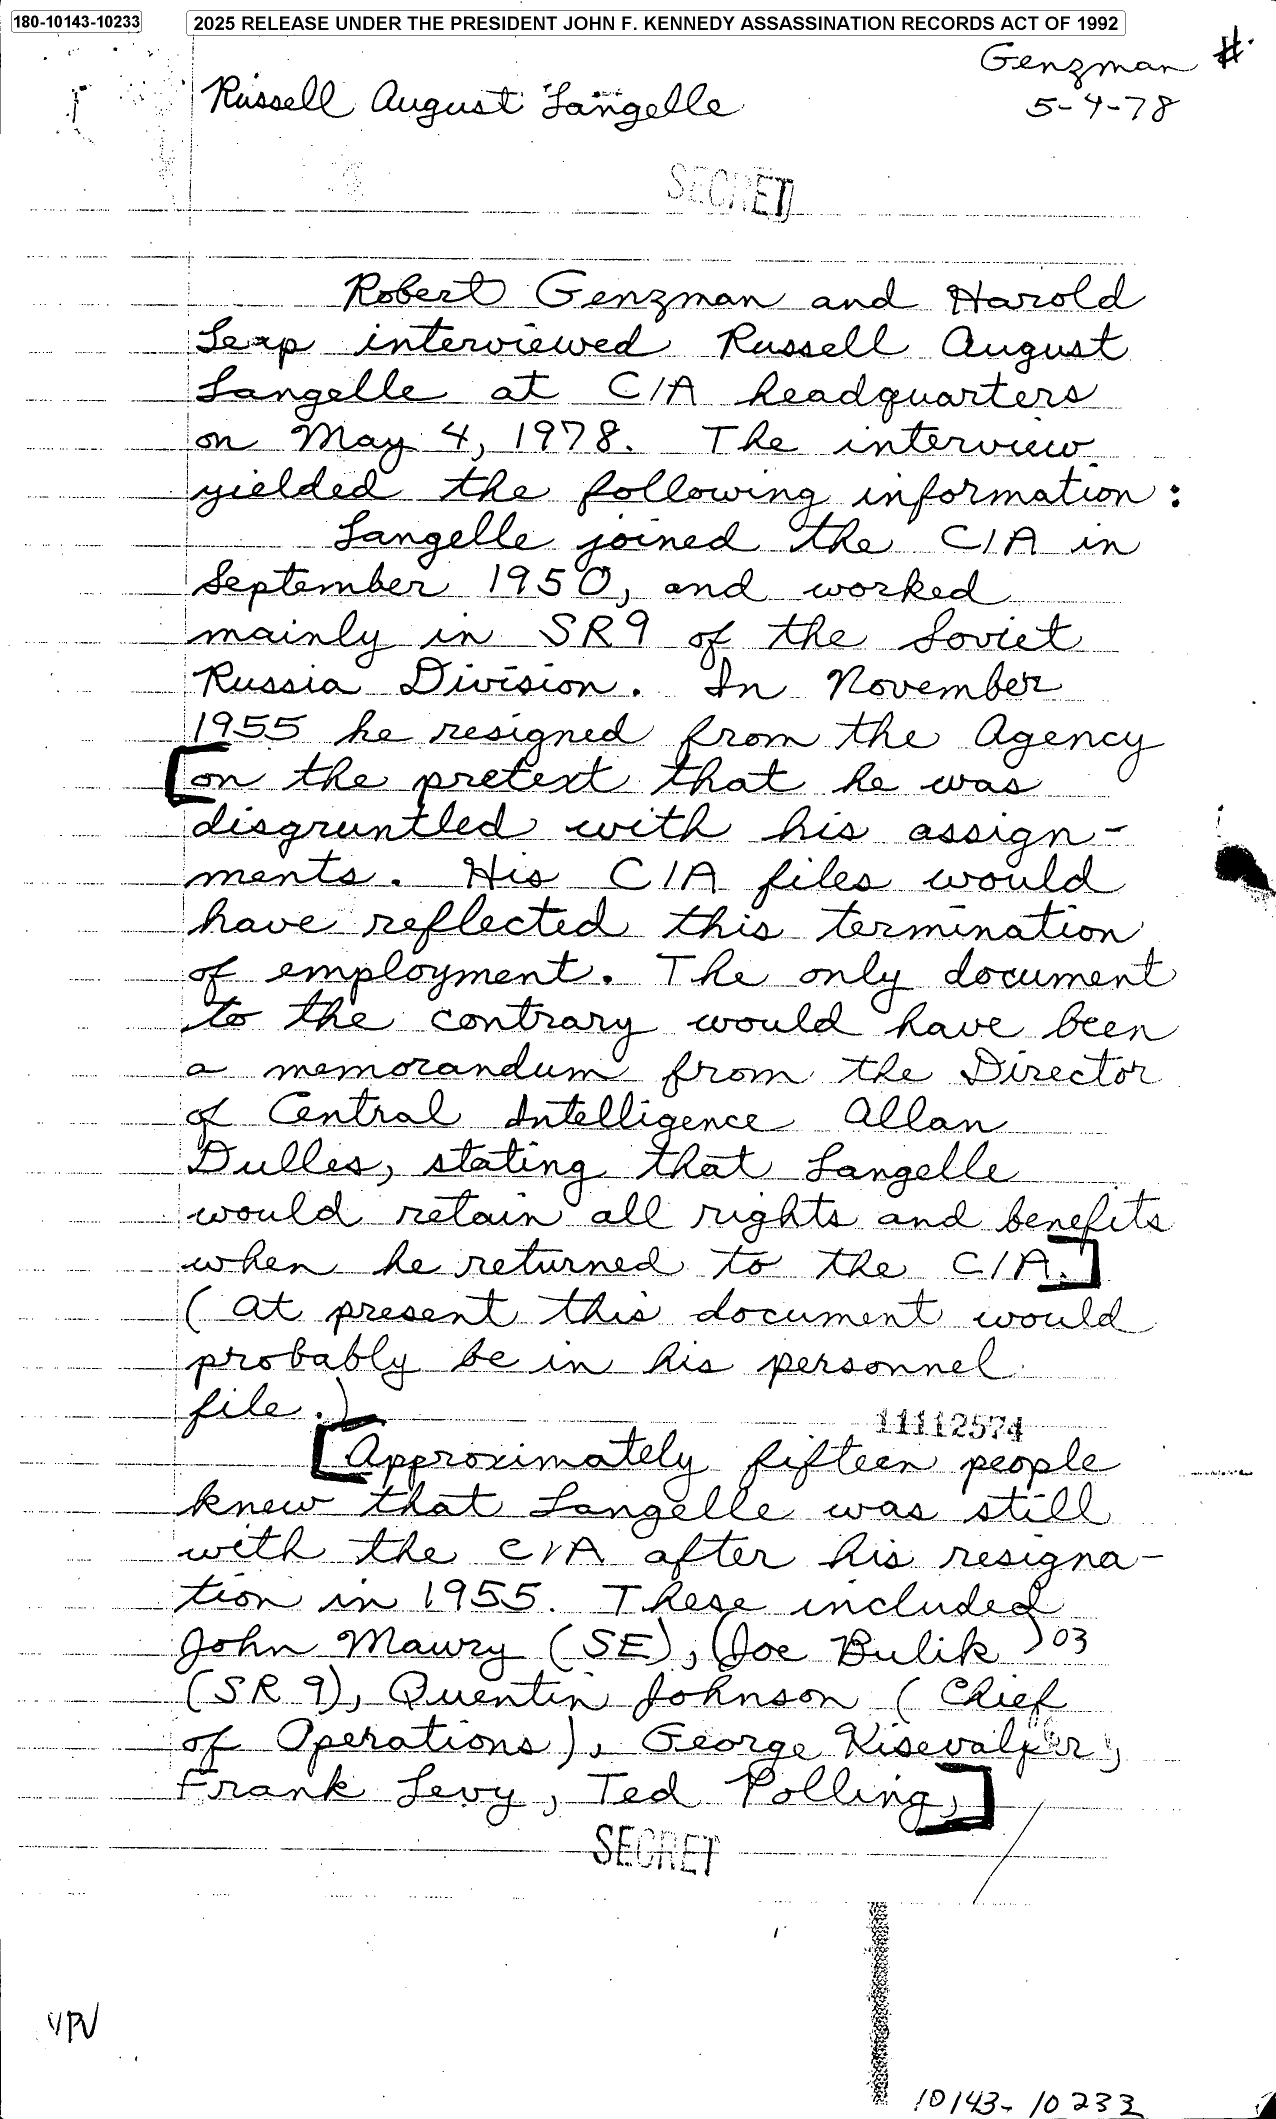 180-10143-10233
2025 RELEASE UNDER THE PRESIDENT JOHN F. KENNEDY ASSASSINATION RECORDS ACT OF 1992
Genzman #
Russell August Langelle
5-4-78
SECRET
Robert Genzman and Harold
Leap interviewed Russell August
Langelle at CIA headquarters
on May 4, 1978. The interview
yielded the following information:
Langelle joined the CIA in
September 1950, and worked
mainly in SR9 of the Soviet
Russia Division. In November
1955 he resigned from the Agency
[on the pretext that he was
disgruntled with his assign-
ments. His CIA files would
have reflected this termination
of employment. The only document
to the contrary would have been
a memorandum from the Director
of Central Intelligence Allan
Dulles, stating that Langelle
would retain all rights and benefits
when he returned to the CIA.]
(At present this document would
probably be in his personnel
file.)
11112574
[Approximately fifteen people
knew that Langelle was still
with the CIA after his resigna-
tion in 1955. These included
John Maury (SE), (Joe Bulik) 03
(SR 9), Quentin Johnson (Chief
of Operations), George Kisevalter,
Frank Levy, Ted Polling,]
SECRET
10143-10233